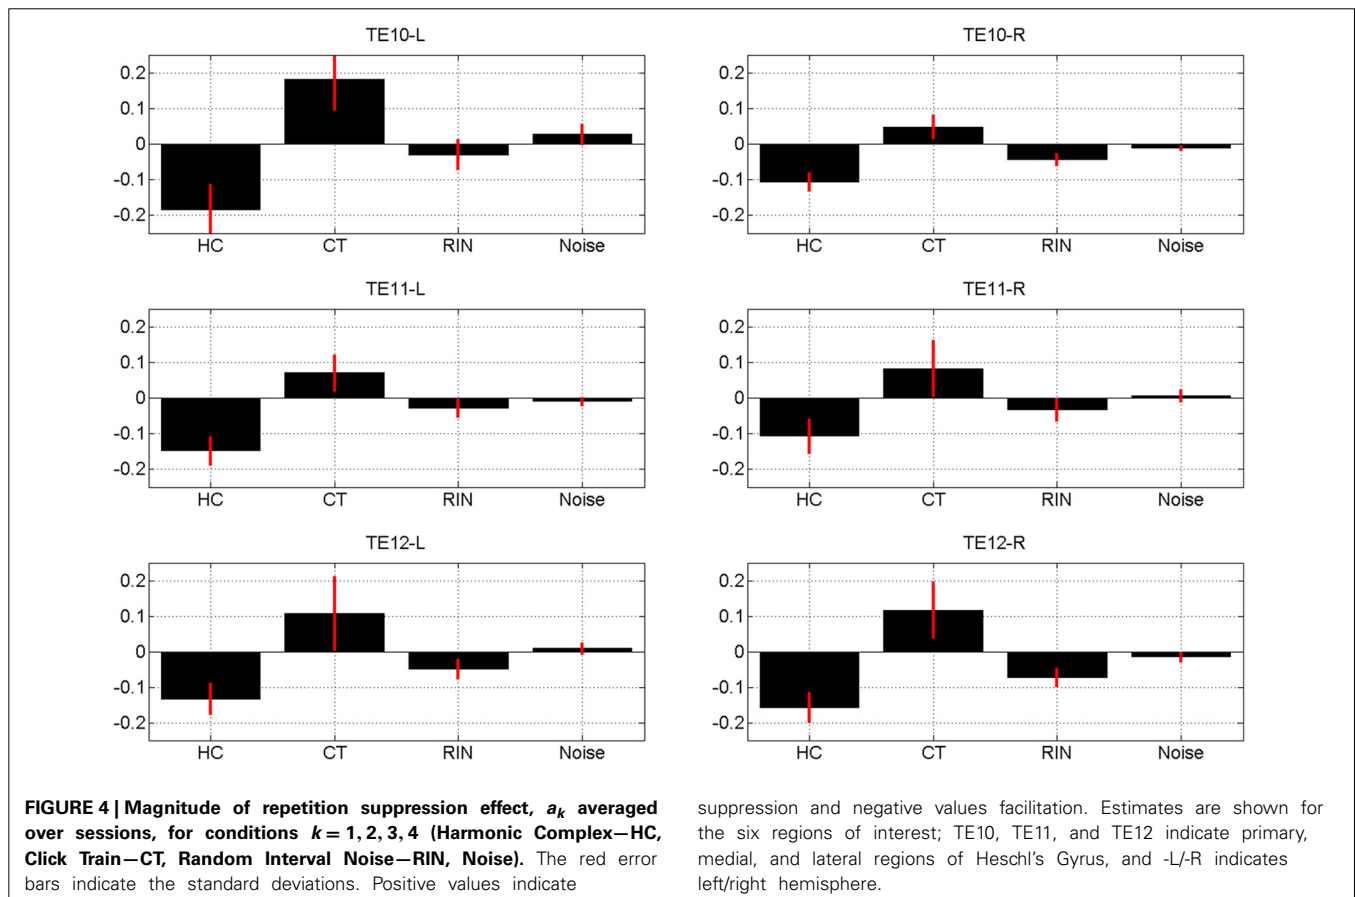 TE10-L
0.2
0.1
0
-0.1
-0.2
HC CT RIN Noise
TE10-R
0.2
0.1
0
-0.1
-0.2
HC CT RIN Noise
TE11-L
0.2
0.1
0
-0.1
-0.2
HC CT RIN Noise
TE11-R
0.2
0.1
0
-0.1
-0.2
HC CT RIN Noise
TE12-L
0.2
0.1
0
-0.1
-0.2
HC CT RIN Noise
TE12-R
0.2
0.1
0
-0.1
-0.2
HC CT RIN Noise
FIGURE 4 | Magnitude of repetition suppression effect, a_k averaged
over sessions, for conditions k = 1, 2, 3, 4 (Harmonic Complex—HC,
Click Train—CT, Random Interval Noise—RIN, Noise). The red error
bars indicate the standard deviations. Positive values indicate
suppression and negative values facilitation. Estimates are shown for
the six regions of interest; TE10, TE11, and TE12 indicate primary,
medial, and lateral regions of Heschl's Gyrus, and -L/-R indicates
left/right hemisphere.